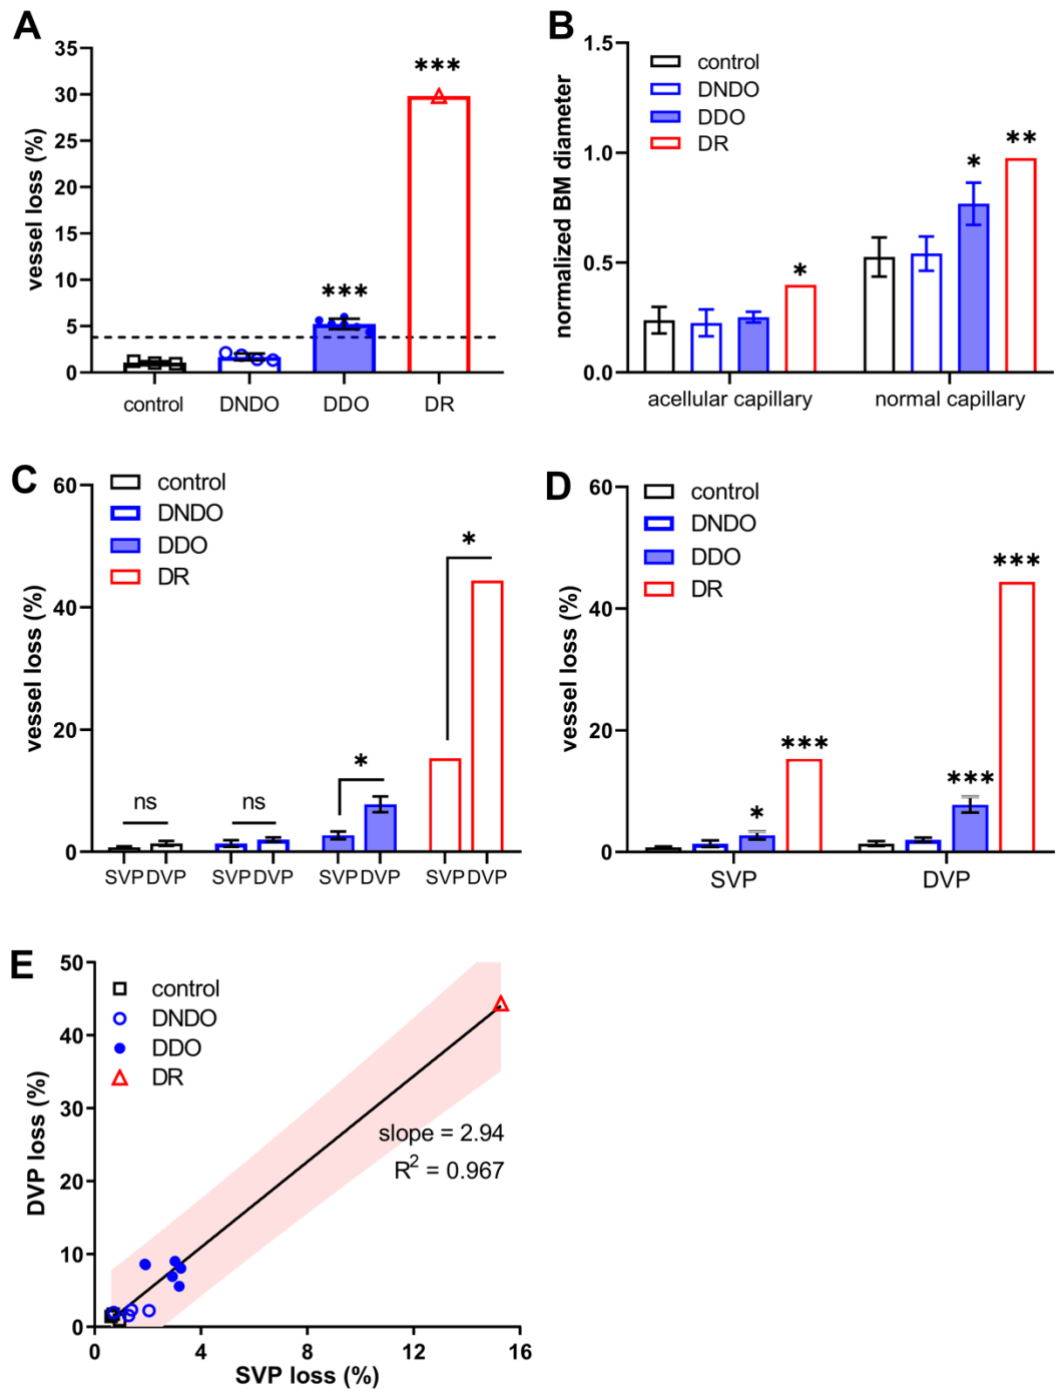 A
vessel loss (%)
35
30
25
20
15
10
5
0
***
***
control DNDO DDO DR
B
normalized BM diameter
1.5
1.0
0.5
0.0
control
DNDO
DDO
DR
*
*
**
acellular capillary normal capillary
C
vessel loss (%)
60
40
20
0
control
DNDO
DDO
DR
ns
ns
*
*
SVP DVP SVP DVP SVP DVP SVP DVP
D
vessel loss (%)
60
40
20
0
control
DNDO
DDO
DR
*
***
***
***
SVP DVP
E
DVP loss (%)
50
40
30
20
10
0
control
DNDO
DDO
DR
slope = 2.94
R² = 0.967
0 4 8 12 16
SVP loss (%)